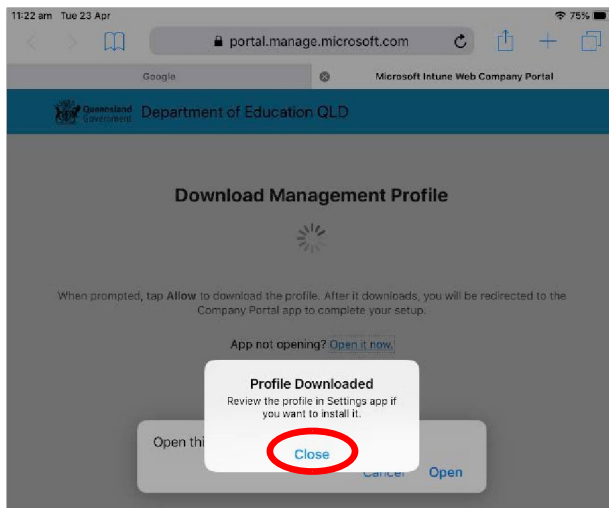 11:22 am Tue 23 Apr 75%
portal.manage.microsoft.com
Google Microsoft Intune Web Company Portal
Queensland Government Department of Education QLD
Download Management Profile
When prompted, tap Allow to download the profile. After it downloads, you will be redirected to the
Company Portal app to complete your setup.
App not opening? Open it now.
Profile Downloaded
Review the profile in Settings app if
you want to install it.
Open thi
Close
Cancel Open